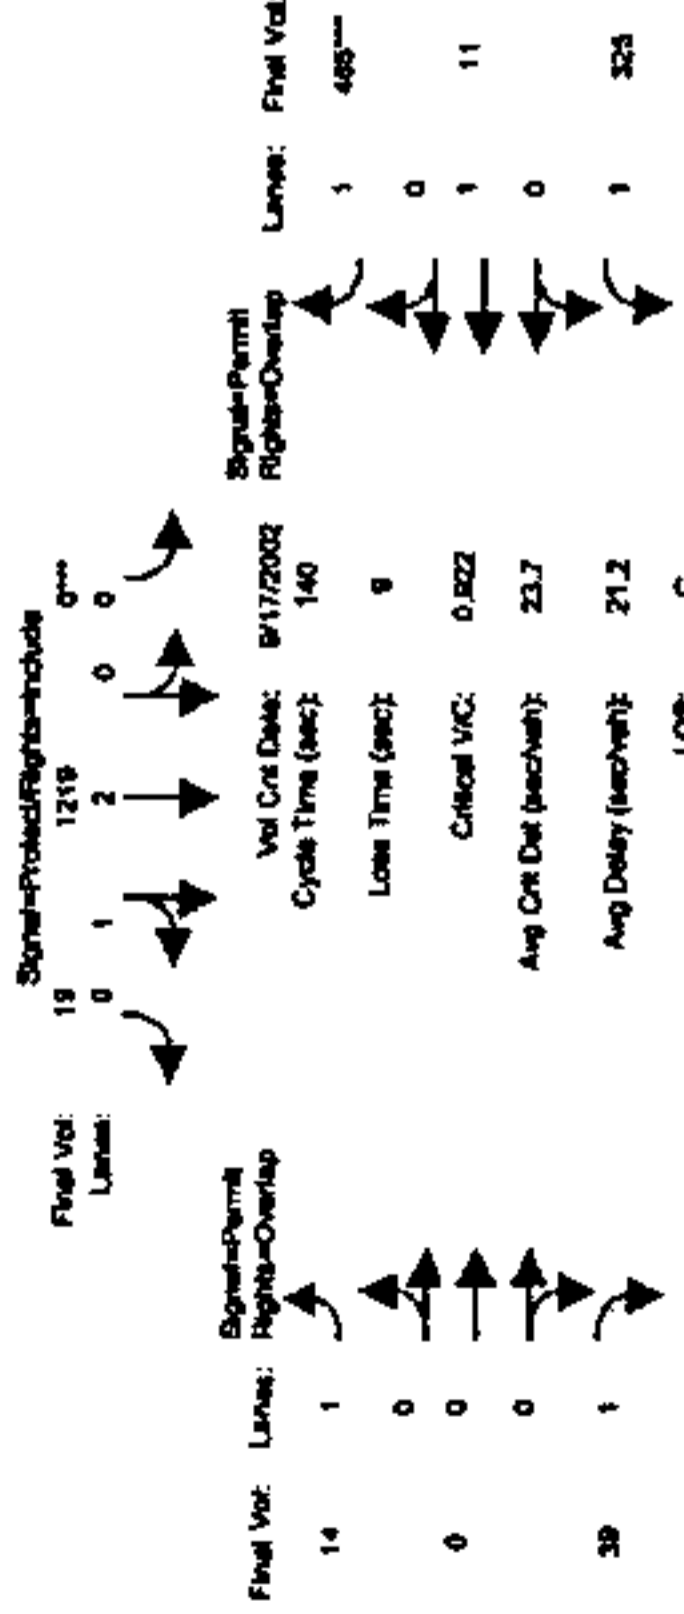 Signal=Protect/Rights=Include
Final Vol: 19 1219 0***
Lanes: 0 1 2 0 0
Signal=Permit Signal=Permit
Final Vol: Lanes: Rights=Overlap Vol Cnt Date: 9/17/2002 Rights=Overlap Lanes: Final Vol:
14 1 Cycle Time (sec): 140 1 465***
0 Loss Time (sec): 9 0
0 0 Critical V/C: 0.922 1 11
0 Avg Crit Del (sec/veh): 23.7 0
39 1 Avg Delay (sec/veh): 21.2 1 325